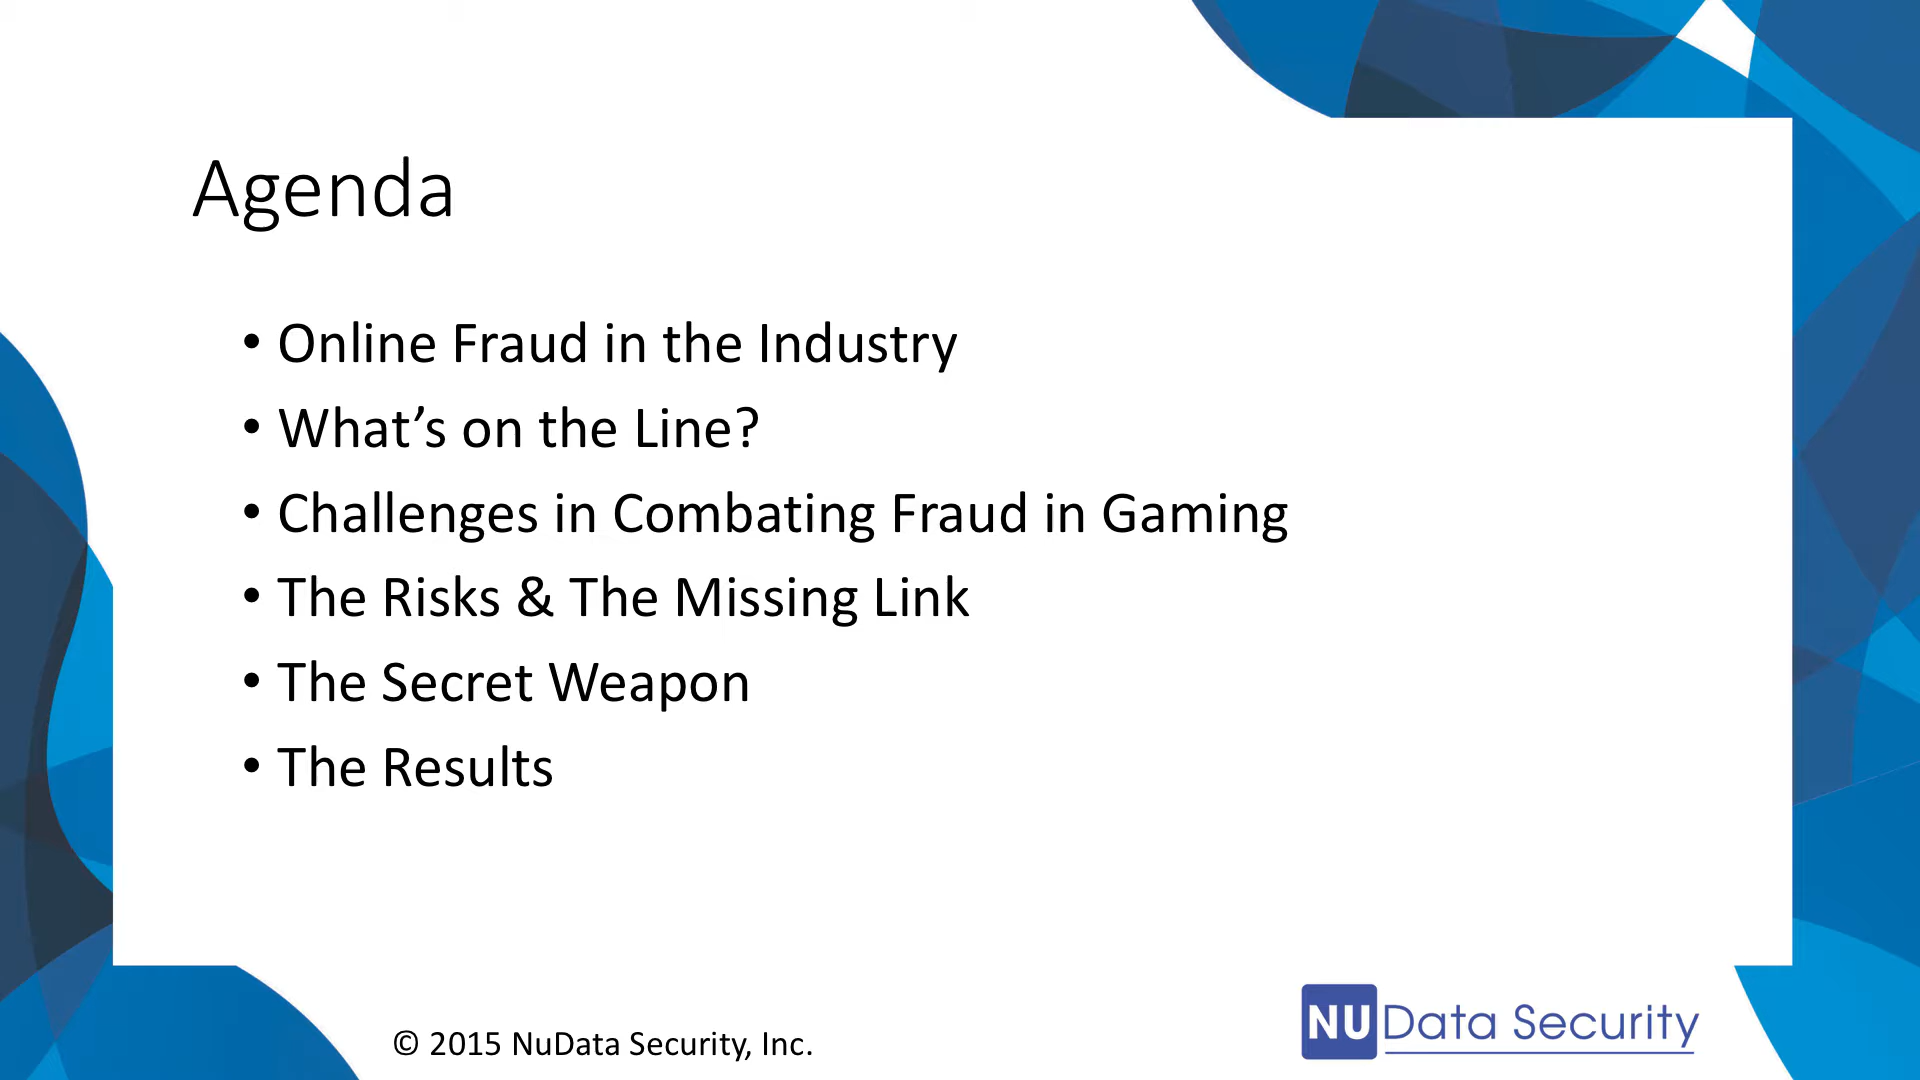 Agenda
• Online Fraud in the Industry
• What’s on the Line?
• Challenges in Combating Fraud in Gaming
• The Risks & The Missing Link
• The Secret Weapon
• The Results
© 2015 NuData Security, Inc.
NU Data Security